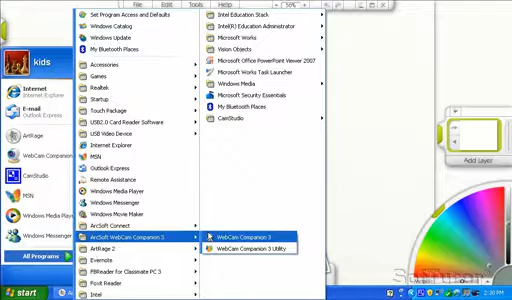 File Edit Tools Help
50%
kids
Internet
Internet Explorer
E-mail
Outlook Express
ArtRage
WebCam Companion
CamStudio
MSN
Windows Media Player
Windows Messenger
All Programs
start
Set Program Access and Defaults
Windows Catalog
Windows Update
My Bluetooth Places
Accessories
Games
Realtek
Startup
Touch Package
USB2.0 Card Reader Software
USB Video Device
Internet Explorer
MSN
Outlook Express
Remote Assistance
Windows Media Player
Windows Messenger
Windows Movie Maker
ArcSoft Connect
ArcSoft WebCam Companion 3
ArtRage 2
Evernote
FBReader for Classmate PC 3
Foxit Reader
Intel
Intel Education Stack
Intel(R) Education Administrator
Microsoft Works
Vision Objects
Microsoft Office PowerPoint Viewer 2007
Microsoft Works Task Launcher
Windows Media
Microsoft Security Essentials
My Bluetooth Places
CamStudio
WebCam Companion 3
WebCam Companion 3 Utility
Add Layer
2:20 PM